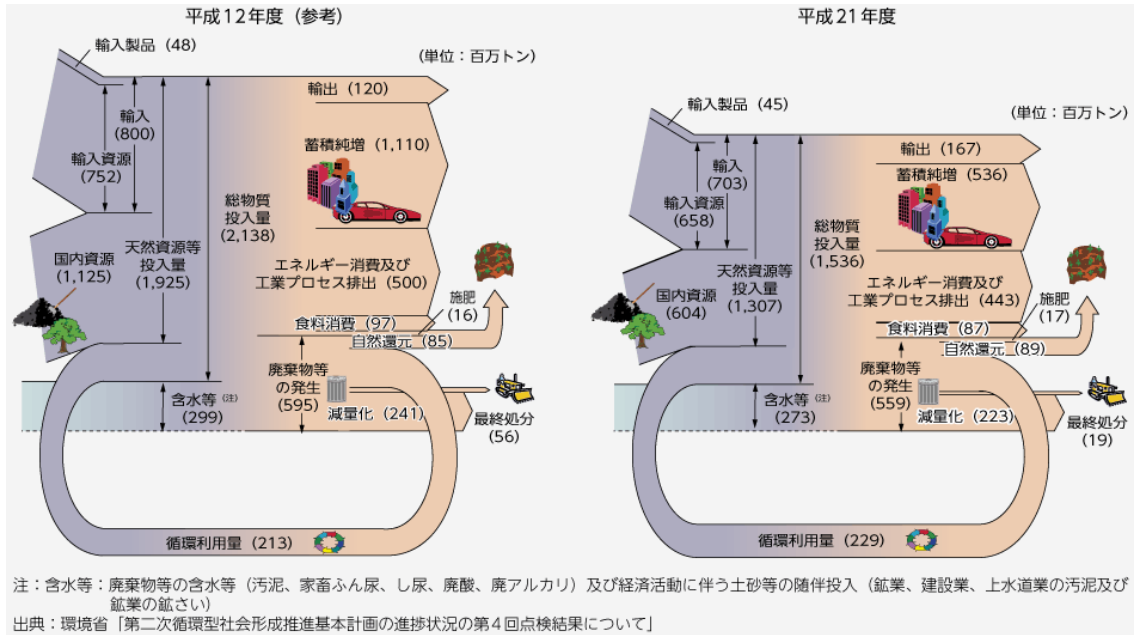 平成12年度（参考）
輸入製品（48）
（単位：百万トン）
輸出（120）
輸入
（800）
蓄積純増（1,110）
輸入資源
（752）
総物質
投入量
（2,138）
国内資源
（1,125）
天然資源等
投入量
（1,925）
エネルギー消費及び
工業プロセス排出（500）
施肥
（16）
食料消費（97）
自然還元（85）
廃棄物等
の発生
（595）
含水等（注）
（299）
減量化（241）
最終処分
（56）
循環利用量（213）
平成21年度
輸入製品（45）
（単位：百万トン）
輸出（167）
輸入
（703）
蓄積純増（536）
輸入資源
（658）
総物質
投入量
（1,536）
天然資源等
投入量
（1,307）
国内資源
（604）
エネルギー消費及び
工業プロセス排出（443）
施肥
（17）
食料消費（87）
自然還元（89）
廃棄物等
の発生
（559）
含水等（注）
（273）
減量化（223）
最終処分
（19）
循環利用量（229）
注：含水等：廃棄物等の含水等（汚泥、家畜ふん尿、し尿、廃酸、廃アルカリ）及び経済活動に伴う土砂等の随伴投入（鉱業、建設業、上水道業の汚泥及び
鉱業の鉱さい）
出典：環境省「第二次循環型社会形成推進基本計画の進捗状況の第４回点検結果について」